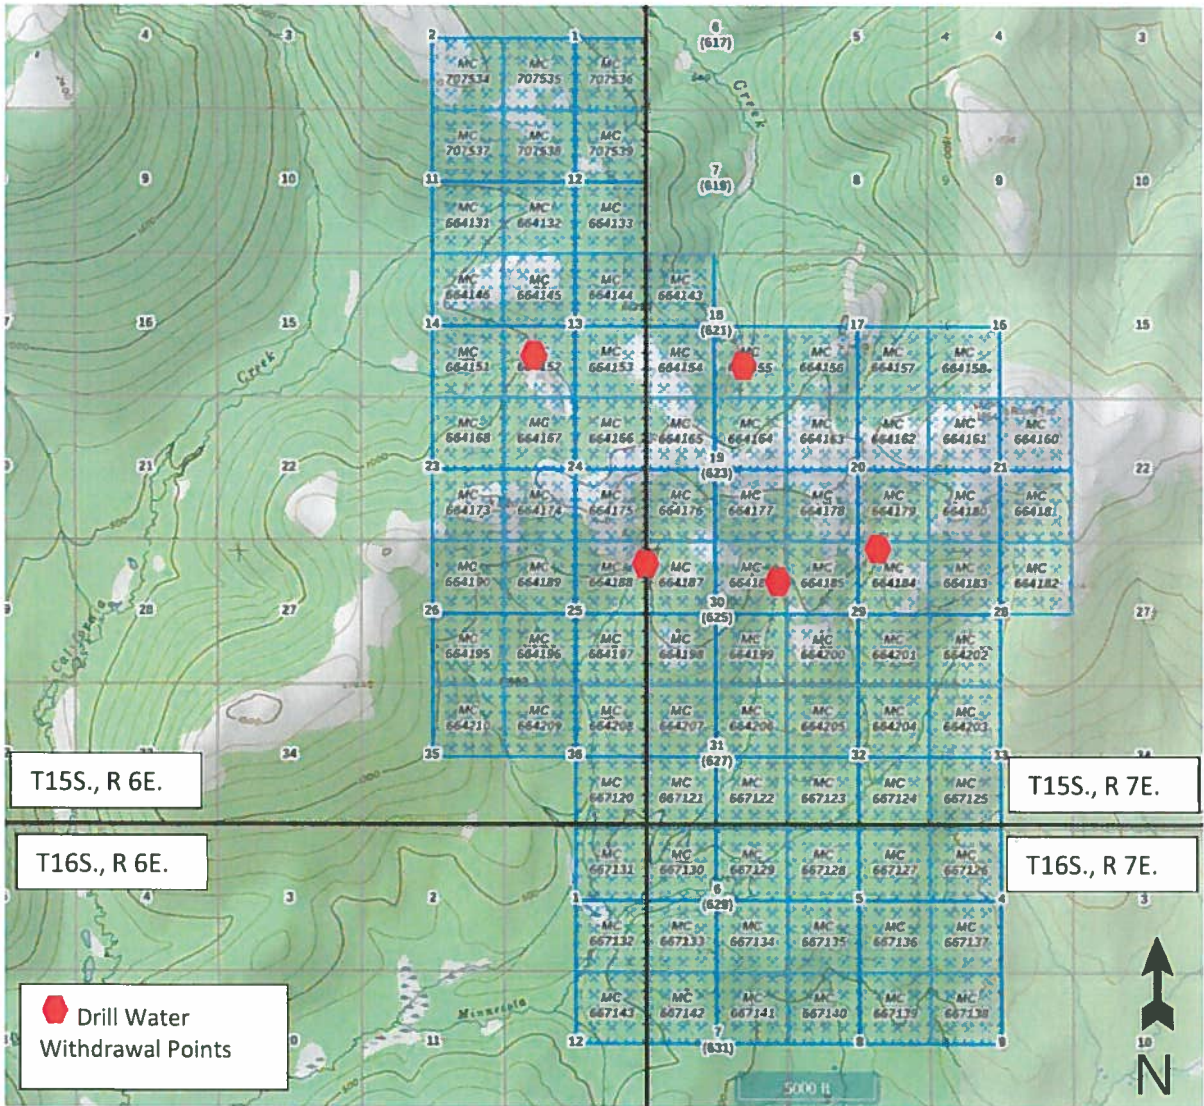 4 3 2 1 6 5 4 4 3
(617)
Creek
MC MC MC
707534 707535 707536
MC MC MC
707537 707538 707539
9 10 11 12 7 8 9 10
(619)
MC MC MC
664131 664132 664133
MC MC MC MC
664146 664145 664144 664143
16 15 14 13 18 17 16 15
(621)
MC MC MC MC MC MC
664151 664153 664154 664156 664157 664158
Creek
MC MC MC MC MC MC MC MC MC
664168 664167 664166 664165 664164 664163 664162 664161 664160
21 22 23 24 19 20 21 22
(623)
MC MC MC MC MC MC MC MC MC
664173 664174 664175 664176 664177 664178 664179 664180 664181
MC MC MC MC MC MC MC MC MC
664190 664189 664188 664187 664185 664184 664183 664182
28 27 26 25 30 29 28 27
(625)
California
MC MC MC MC MC MC MC MC
664195 664196 664197 664198 664199 664200 664201 664202
MC MC MC MC MC MC MC MC
664210 664209 664208 664207 664206 664205 664204 664203
34 35 36 31 32 33
(627)
T15S., R 6E.
T15S., R 7E.
MC MC MC MC MC MC
667120 667121 667122 667123 667124 667125
T16S., R 6E.
T16S., R 7E.
MC MC MC MC MC MC
667131 667130 667129 667128 667127 667126
4 3 2 1 6 5 4 3
(629)
MC MC MC MC MC MC
667132 667133 667134 667135 667136 667137
MC MC MC MC MC MC
667143 667142 667141 667140 667139 667138
Minnesota
Drill Water
Withdrawal Points
11 12 7 8 9 10
(631)
5000 ft
N